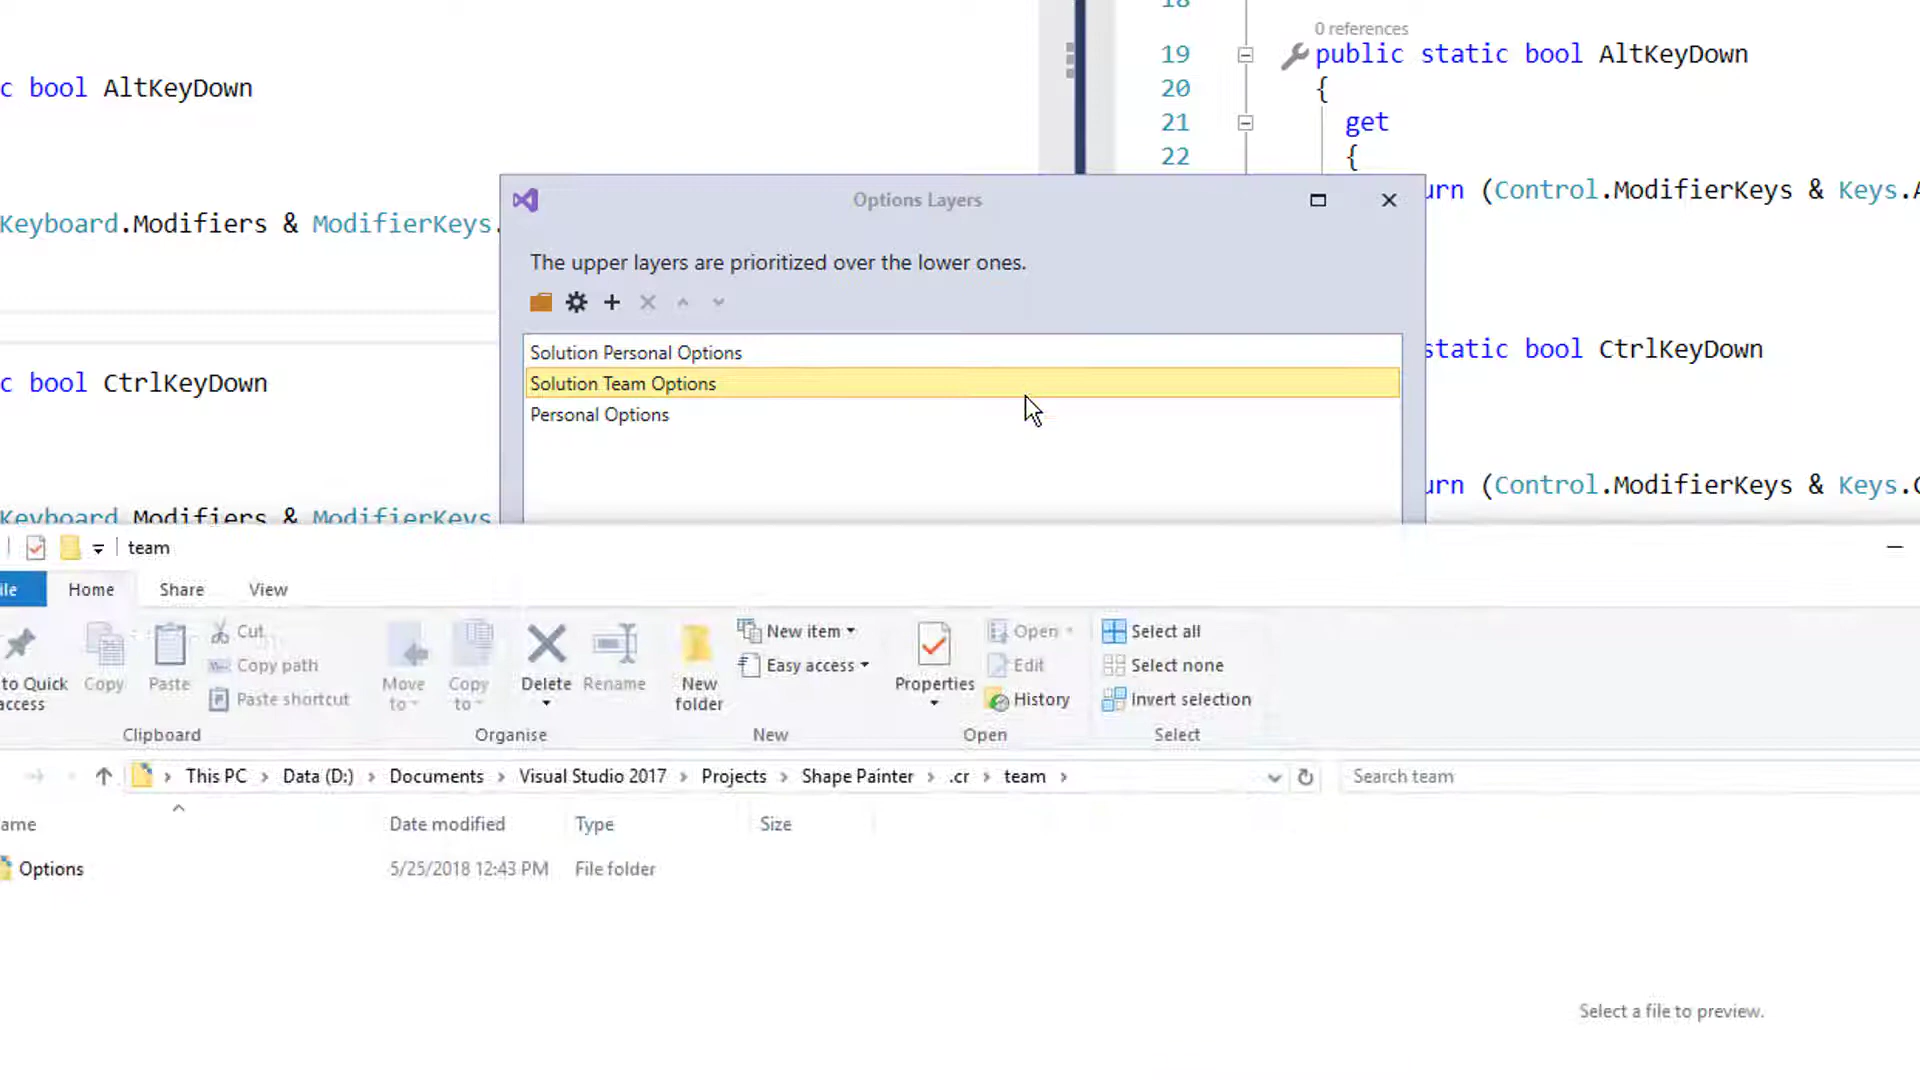 18
0 references
19 public static bool AltKeyDown
20 {
21 get
22 {
urn (Control.ModifierKeys & Keys.A
static bool CtrlKeyDown
urn (Control.ModifierKeys & Keys.C
c bool AltKeyDown
Keyboard.Modifiers & ModifierKeys.
c bool CtrlKeyDown
Keyboard.Modifiers & ModifierKeys
Options Layers
The upper layers are prioritized over the lower ones.
Solution Personal Options
Solution Team Options
Personal Options
team
ile Home Share View
to Quick
access
Copy
Paste
Cut
Copy path
Paste shortcut
Clipboard
Move
to
Copy
to
Delete
Rename
Organise
New
folder
New item
Easy access
New
Properties
Open
Edit
History
Open
Select all
Select none
Invert selection
Select
This PC > Data (D:) > Documents > Visual Studio 2017 > Projects > Shape Painter > .cr > team >
Search team
ame Date modified Type Size
Options 5/25/2018 12:43 PM File folder
Select a file to preview.